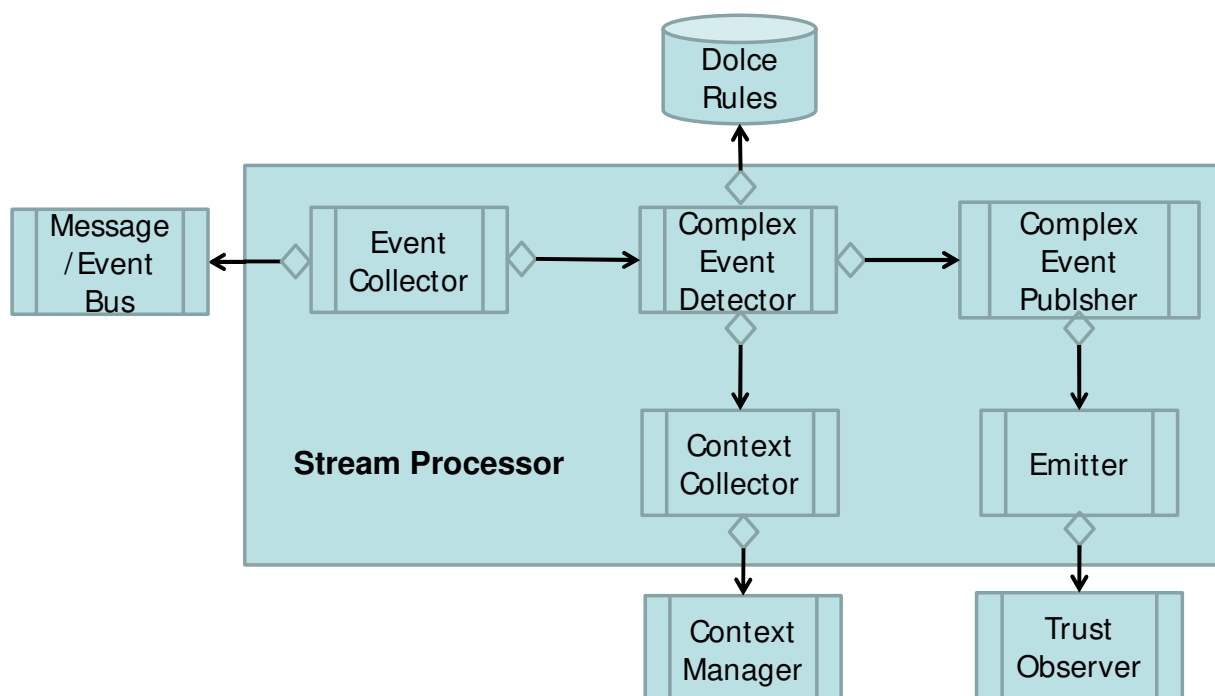 Dolce
Rules
Message
/Event
Bus
Event
Collector
Complex
Event
Detector
Complex
Event
Publsher
Stream Processor
Context
Collector
Emitter
Context
Manager
Trust
Observer